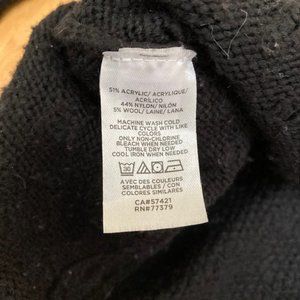 51% ACRYLIC/ ACRYLIQUE/
ACRÍLICO
44% NYLON/ NILÓN
5% WOOL/ LAINE/ LANA
MACHINE WASH COLD
DELICATE CYCLE WITH LIKE
COLORS
ONLY NON-CHLORINE
BLEACH WHEN NEEDED
TUMBLE DRY LOW
COOL IRON WHEN NEEDED
AVEC DES COULEURS
SEMBLABLES / CON
COLORES SIMILARES
CA#57421
RN#77379